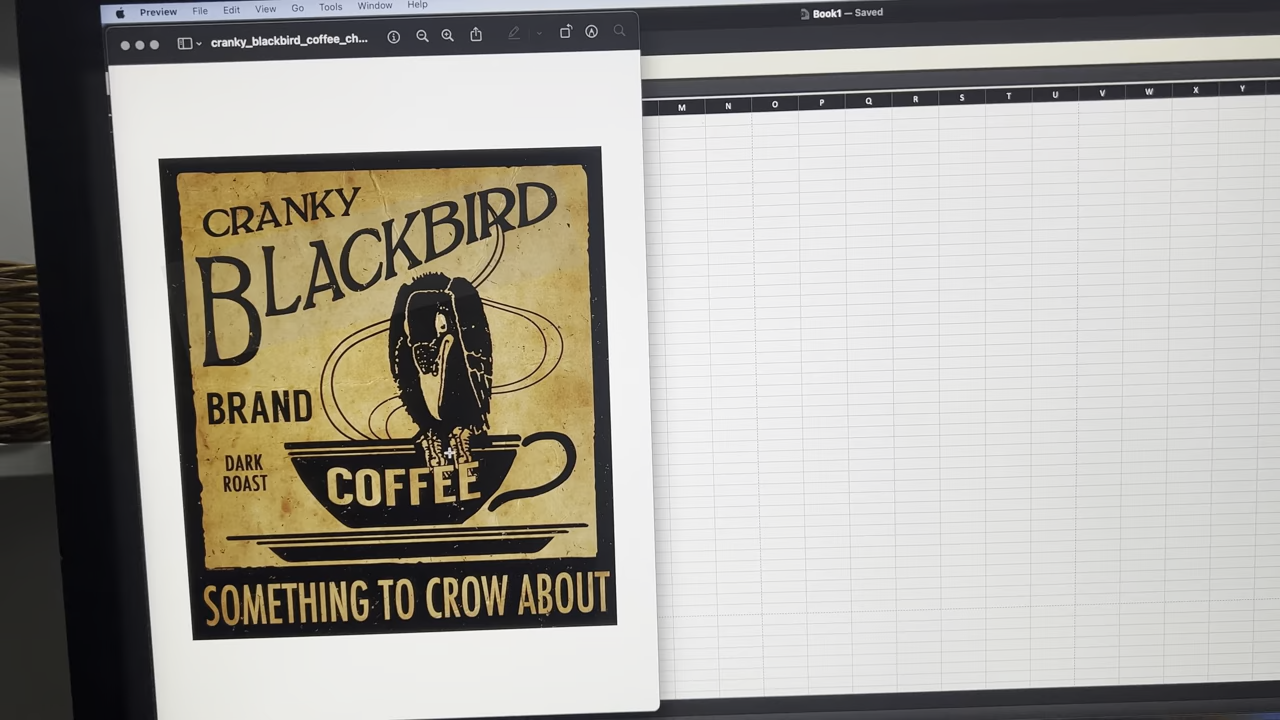 Preview File Edit View Go Tools Window Help
Book1 — Saved
cranky_blackbird_coffee_ch...
M N O P Q R S T U V W X Y
CRANKY
BLACKBIRD
BRAND
DARK
ROAST
COFFEE
SOMETHING TO CROW ABOUT